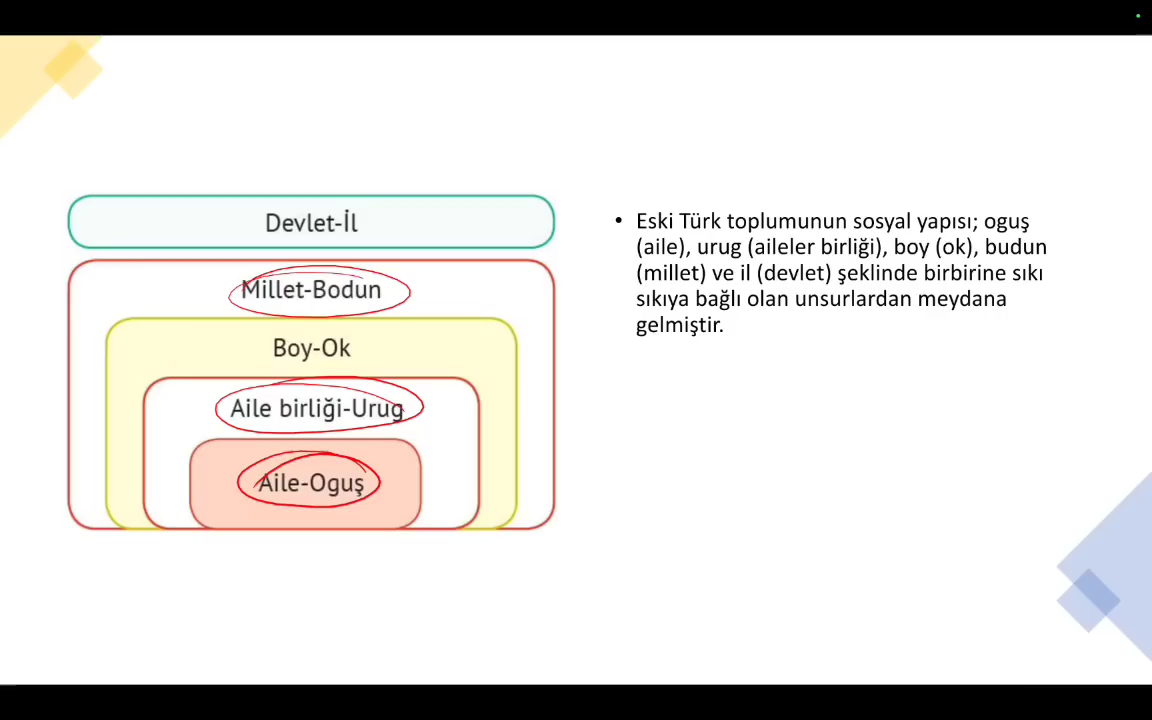 Devlet-İl
Millet-Bodun
Boy-Ok
Aile birliği-Urug
Aile-Oguş
• Eski Türk toplumunun sosyal yapısı; oguş
(aile), urug (aileler birliği), boy (ok), budun
(millet) ve il (devlet) şeklinde birbirine sıkı
sıkıya bağlı olan unsurlardan meydana
gelmiştir.